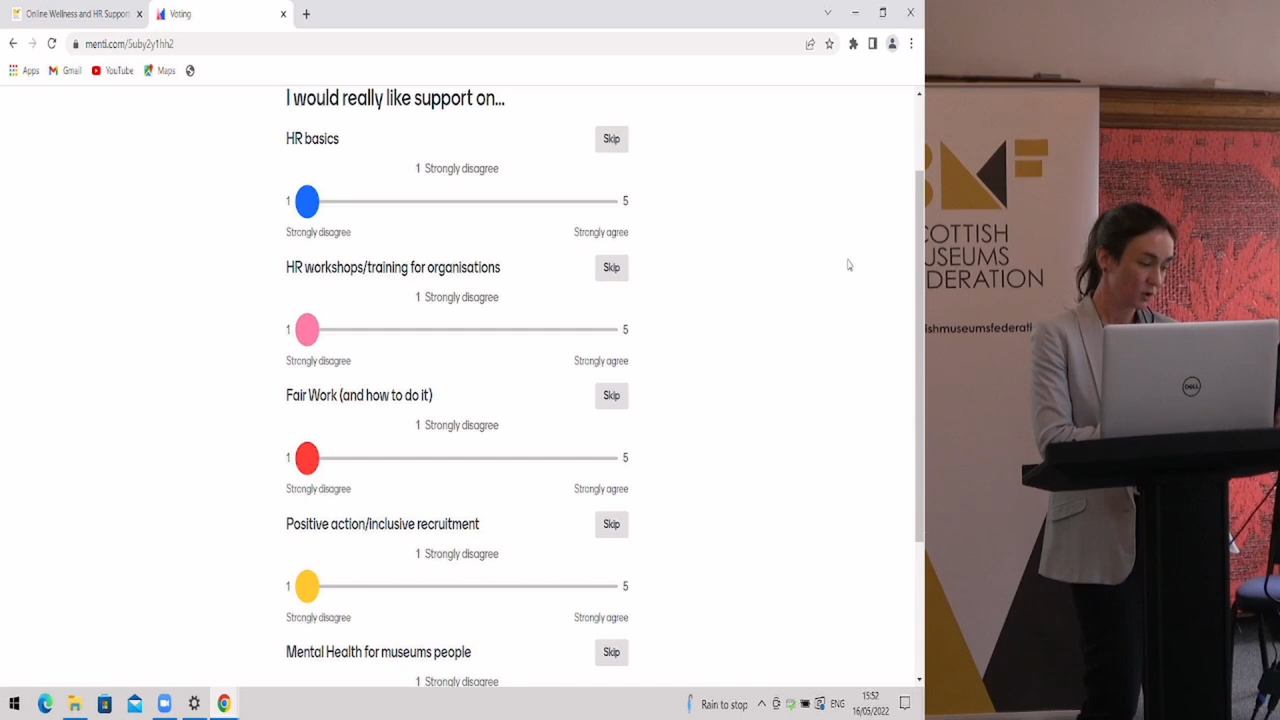 Online Wellness and HR Support
Voting
menti.com/5uby2y1hh2
Apps
Gmail
YouTube
Maps
I would really like support on...
HR basics
Skip
1 Strongly disagree
1
5
Strongly disagree
Strongly agree
HR workshops/training for organisations
Skip
1 Strongly disagree
1
5
Strongly disagree
Strongly agree
Fair Work (and how to do it)
Skip
1 Strongly disagree
1
5
Strongly disagree
Strongly agree
Positive action/inclusive recruitment
Skip
1 Strongly disagree
1
5
Strongly disagree
Strongly agree
Mental Health for museums people
Skip
1 Strongly disagree
Rain to stop
ENG
15:52
16/05/2022
MF
COTTISH
USEUMS
DERATION
ishmuseumsfederati
DELL